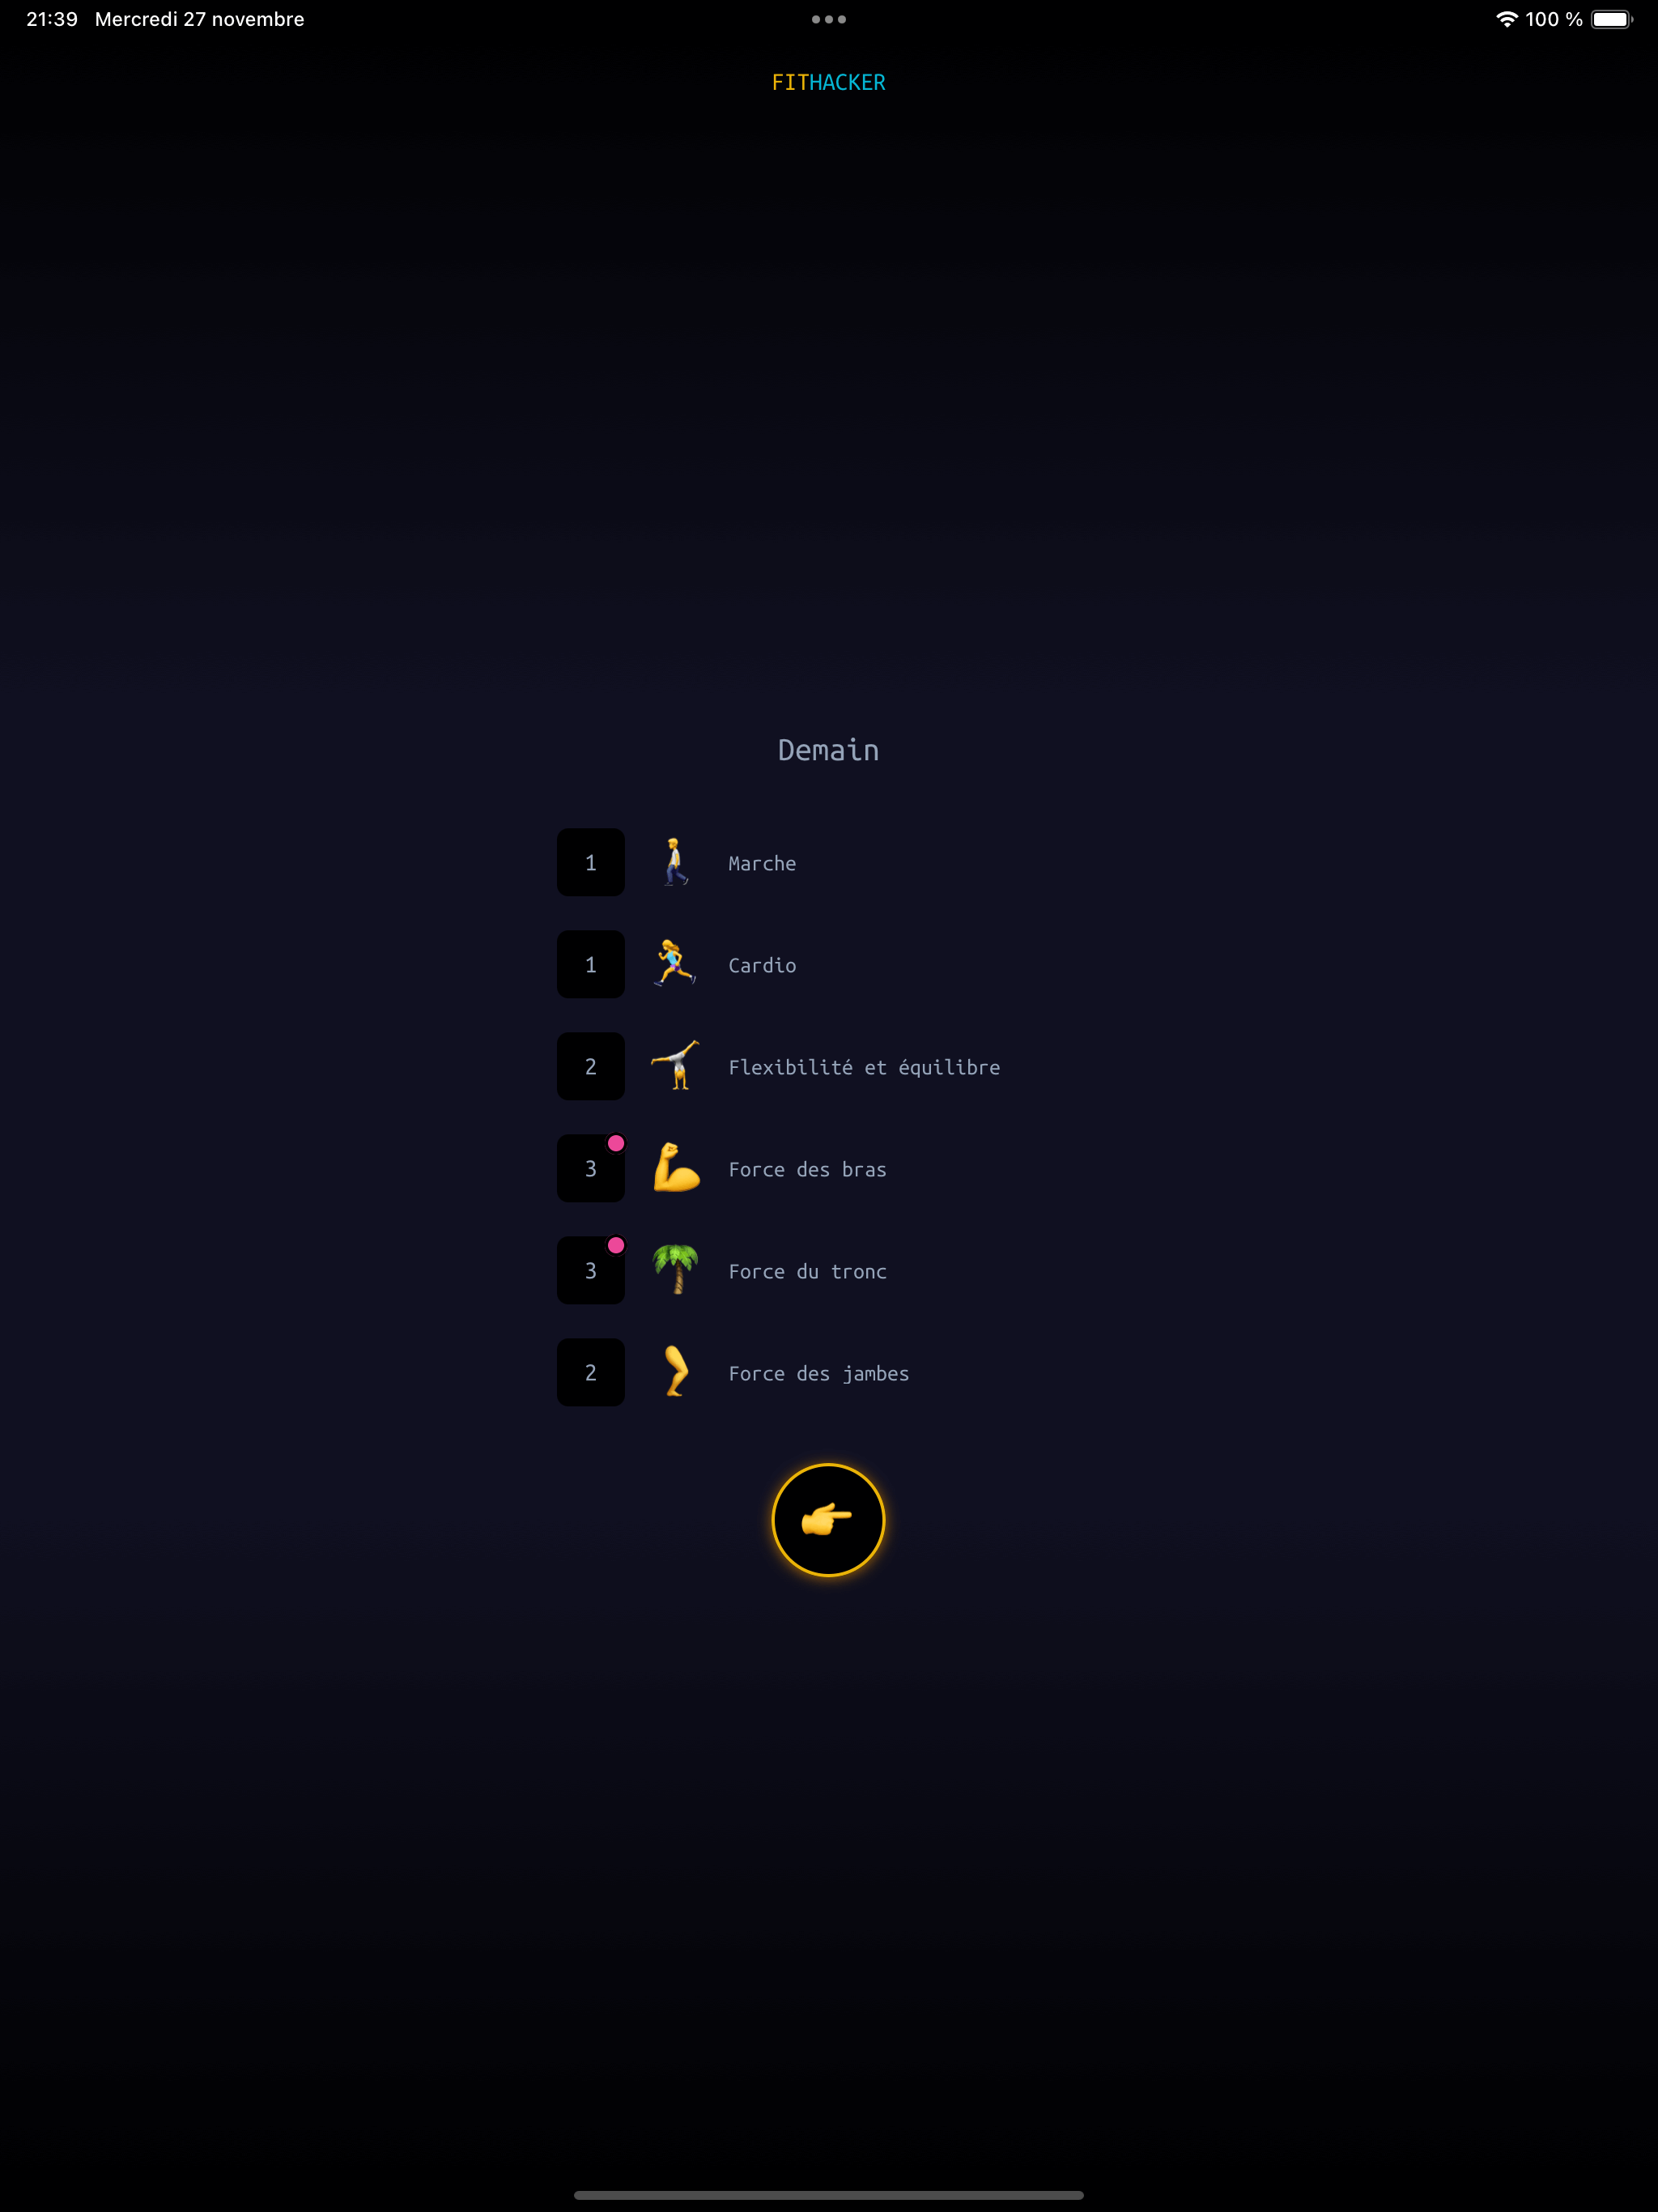 21:39 Mercredi 27 novembre 100 %
FITHACKER
Demain
1 Marche
1 Cardio
2 Flexibilité et équilibre
3 Force des bras
3 Force du tronc
2 Force des jambes